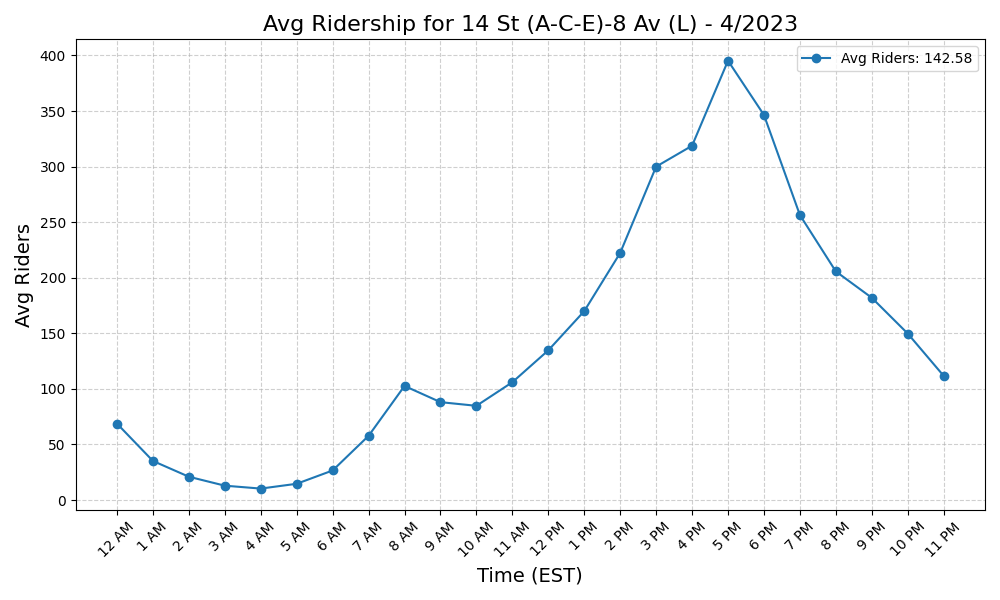 Avg Ridership for 14 St (A-C-E)-8 Av (L) - 4/2023
Avg Riders: 142.58
Avg Riders
400
350
300
250
200
150
100
50
0
12 AM
1 AM
2 AM
3 AM
4 AM
5 AM
6 AM
7 AM
8 AM
9 AM
10 AM
11 AM
12 PM
1 PM
2 PM
3 PM
4 PM
5 PM
6 PM
7 PM
8 PM
9 PM
10 PM
11 PM
Time (EST)